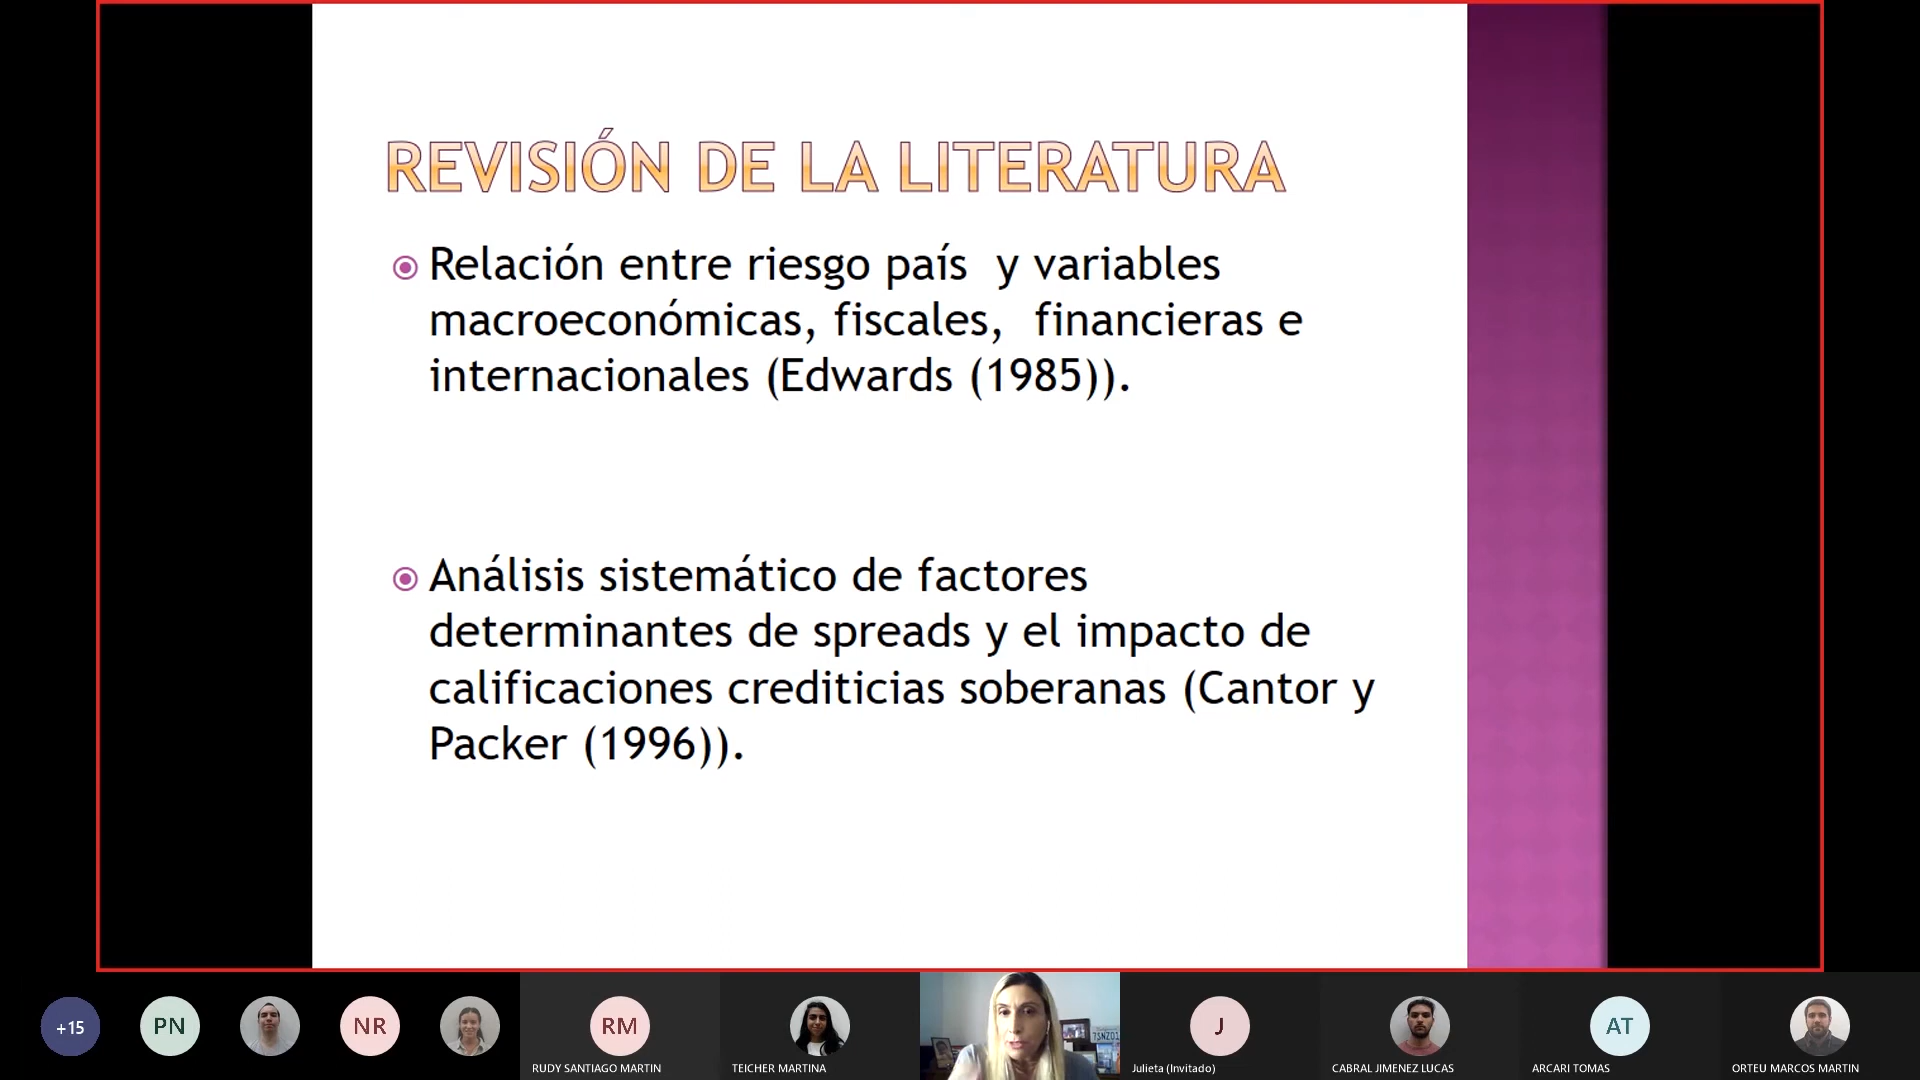 REVISIÓN DE LA LITERATURA
Relación entre riesgo país y variables
macroeconómicas, fiscales, financieras e
internacionales (Edwards (1985)).
Análisis sistemático de factores
determinantes de spreads y el impacto de
calificaciones crediticias soberanas (Cantor y
Packer (1996)).
+15
PN
NR
RM
RUDY SANTIAGO MARTIN
TEICHER MARTINA
7SNZ01
J
Julieta (Invitado)
CABRAL JIMENEZ LUCAS
AT
ARCARI TOMAS
ORTEU MARCOS MARTIN